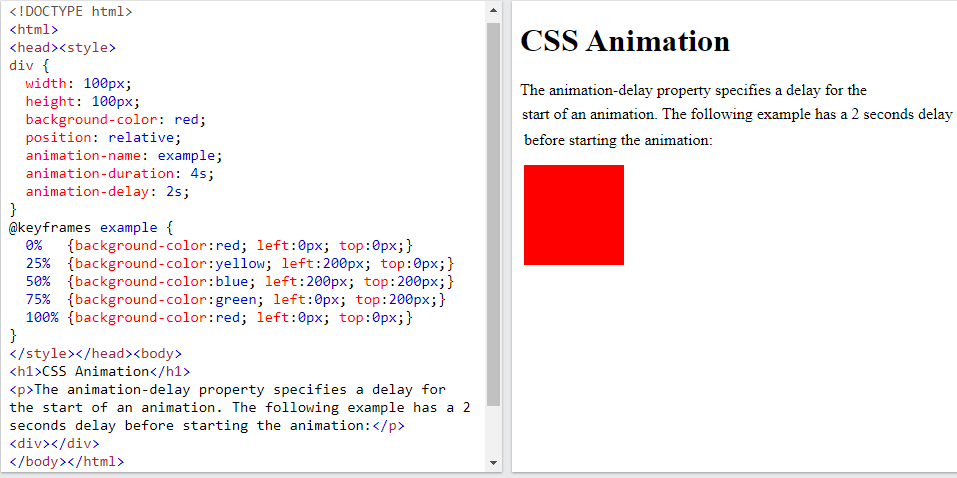 <!DOCTYPE html>
<html>
<head><style>
div {
  width: 100px;
  height: 100px;
  background-color: red;
  position: relative;
  animation-name: example;
  animation-duration: 4s;
  animation-delay: 2s;
}
@keyframes example {
  0%   {background-color:red; left:0px; top:0px;}
  25%  {background-color:yellow; left:200px; top:0px;}
  50%  {background-color:blue; left:200px; top:200px;}
  75%  {background-color:green; left:0px; top:200px;}
  100% {background-color:red; left:0px; top:0px;}
}
</style></head><body>
<h1>CSS Animation</h1>
<p>The animation-delay property specifies a delay for
the start of an animation. The following example has a 2
seconds delay before starting the animation:</p>
<div></div>
</body></html>
CSS Animation
The animation-delay property specifies a delay for the
start of an animation. The following example has a 2 seconds delay
before starting the animation: